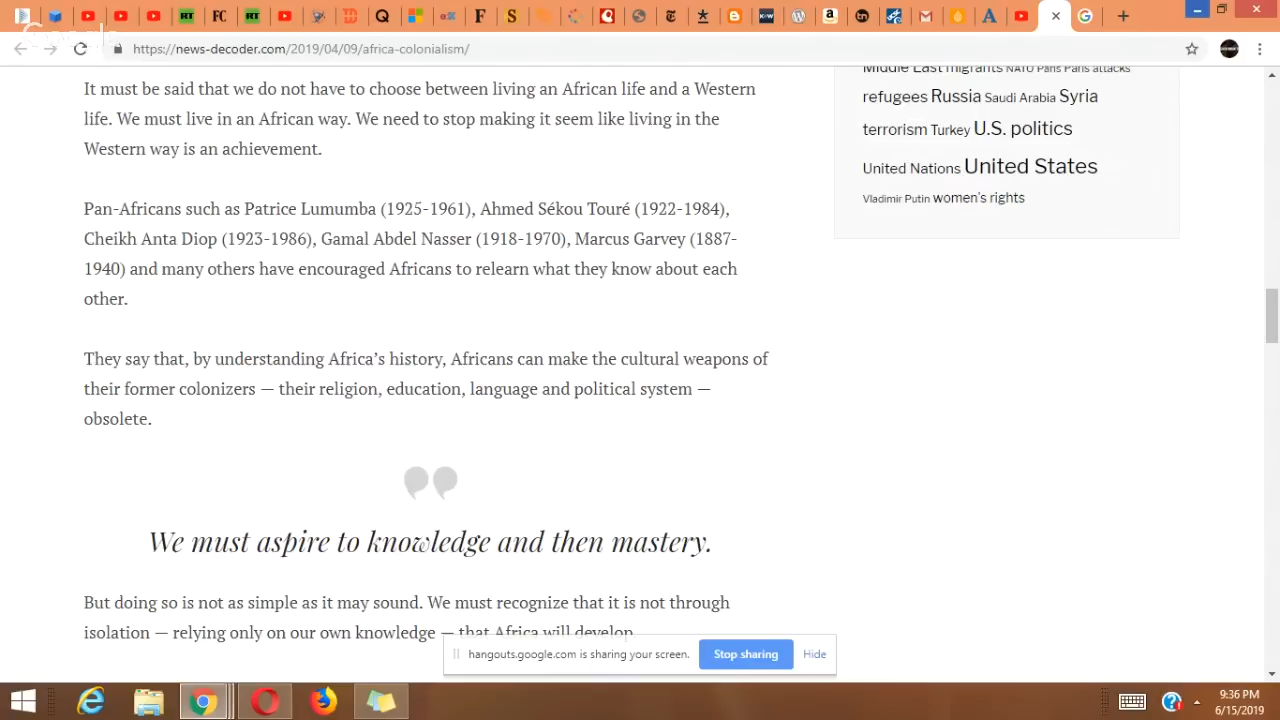 https://news-decoder.com/2019/04/09/africa-colonialism/
It must be said that we do not have to choose between living an African life and a Western
life. We must live in an African way. We need to stop making it seem like living in the
Western way is an achievement.
Pan-Africans such as Patrice Lumumba (1925-1961), Ahmed Sékou Touré (1922-1984),
Cheikh Anta Diop (1923-1986), Gamal Abdel Nasser (1918-1970), Marcus Garvey (1887-
1940) and many others have encouraged Africans to relearn what they know about each
other.
They say that, by understanding Africa's history, Africans can make the cultural weapons of
their former colonizers — their religion, education, language and political system —
obsolete.
We must aspire to knowledge and then mastery.
But doing so is not as simple as it may sound. We must recognize that it is not through
isolation — relying only on our own knowledge — that Africa will develop.
Middle East migrants NATO Paris Paris attacks
refugees Russia Saudi Arabia Syria
terrorism Turkey U.S. politics
United Nations United States
Vladimir Putin women's rights
hangouts.google.com is sharing your screen. Stop sharing Hide
9:36 PM
6/15/2019